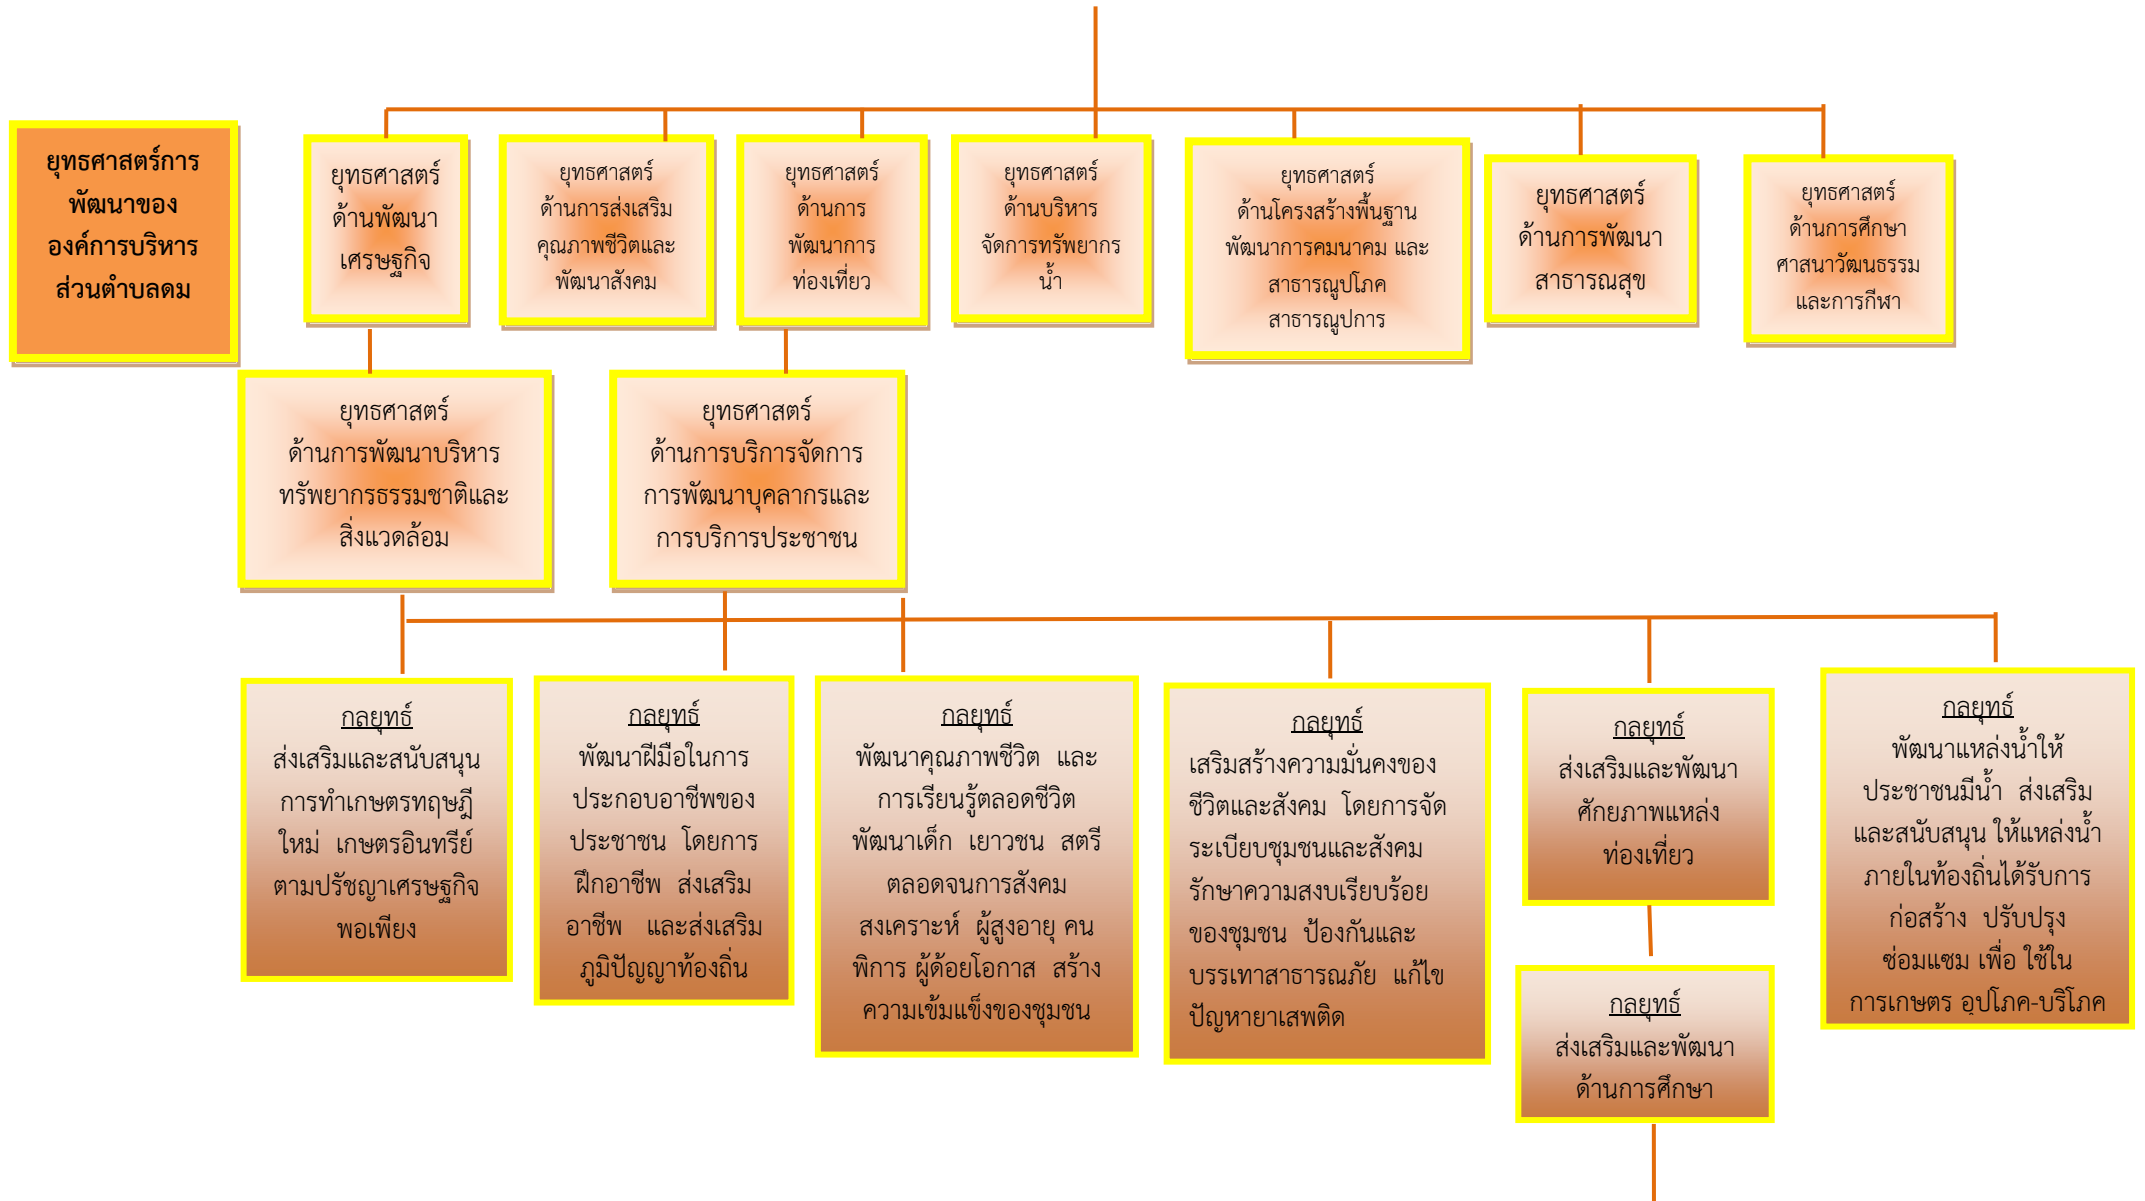 ยุทธศาสตร์การ
พัฒนาของ
องค์การบริหาร
ส่วนตำบลดม
ยุทธศาสตร์
ด้านพัฒนา
เศรษฐกิจ
ยุทธศาสตร์
ด้านการส่งเสริม
คุณภาพชีวิตและ
พัฒนาสังคม
ยุทธศาสตร์
ด้านการ
พัฒนาการ
ท่องเที่ยว
ยุทธศาสตร์
ด้านบริหาร
จัดการทรัพยากร
น้ำ
ยุทธศาสตร์
ด้านโครงสร้างพื้นฐาน
พัฒนาการคมนาคม และ
สาธารณูปโภค
สาธารณูปการ
ยุทธศาสตร์
ด้านการพัฒนา
สาธารณสุข
ยุทธศาสตร์
ด้านการศึกษา
ศาสนาวัฒนธรรม
และการกีฬา
ยุทธศาสตร์
ด้านการพัฒนาบริหาร
ทรัพยากรธรรมชาติและ
สิ่งแวดล้อม
ยุทธศาสตร์
ด้านการบริการจัดการ
การพัฒนาบุคลากรและ
การบริการประชาชน
กลยุทธ์
ส่งเสริมและสนับสนุน
การทำเกษตรทฤษฎี
ใหม่ เกษตรอินทรีย์
ตามปรัชญาเศรษฐกิจ
พอเพียง
กลยุทธ์
พัฒนาฝีมือในการ
ประกอบอาชีพของ
ประชาชน โดยการ
ฝึกอาชีพ ส่งเสริม
อาชีพ และส่งเสริม
ภูมิปัญญาท้องถิ่น
กลยุทธ์
พัฒนาคุณภาพชีวิต และ
การเรียนรู้ตลอดชีวิต
พัฒนาเด็ก เยาวชน สตรี
ตลอดจนการสังคม
สงเคราะห์ ผู้สูงอายุ คน
พิการ ผู้ด้อยโอกาส สร้าง
ความเข้มแข็งของชุมชน
กลยุทธ์
เสริมสร้างความมั่นคงของ
ชีวิตและสังคม โดยการจัด
ระเบียบชุมชนและสังคม
รักษาความสงบเรียบร้อย
ของชุมชน ป้องกันและ
บรรเทาสาธารณภัย แก้ไข
ปัญหายาเสพติด
กลยุทธ์
ส่งเสริมและพัฒนา
ศักยภาพแหล่ง
ท่องเที่ยว
กลยุทธ์
ส่งเสริมและพัฒนา
ด้านการศึกษา
กลยุทธ์
พัฒนาแหล่งน้ำให้
ประชาชนมีน้ำ ส่งเสริม
และสนับสนุน ให้แหล่งน้ำ
ภายในท้องถิ่นได้รับการ
ก่อสร้าง ปรับปรุง
ซ่อมแซม เพื่อ ใช้ใน
การเกษตร อุปโภค-บริโภค